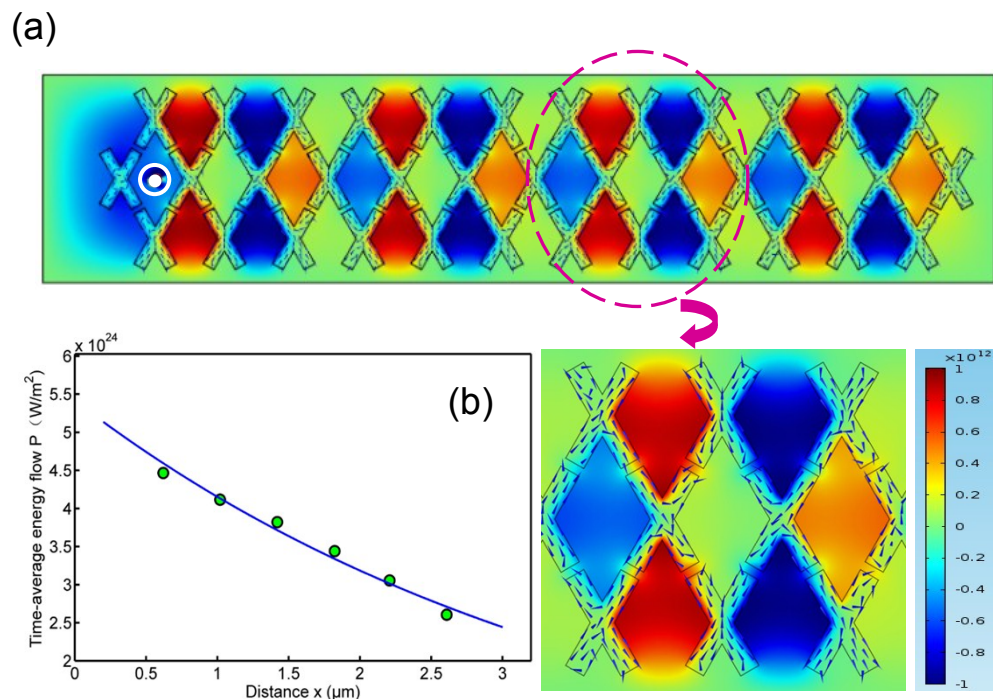 (a)
x 10^24
6
5.5
5
4.5
4
3.5
3
2.5
2
0 0.5 1 1.5 2 2.5 3
Time-average energy flow P (W/m²)
Distance x (μm)
(b)
x10^12
1
0.8
0.6
0.4
0.2
0
-0.2
-0.4
-0.6
-0.8
-1